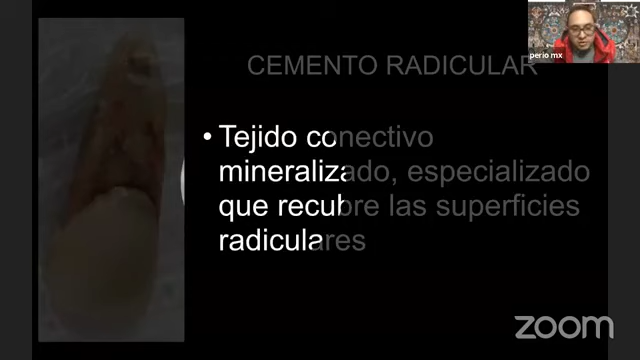 perio mx
CEMENTO RADICULAR
• Tejido conectivo
mineralizado, especializado
que recubre las superficies
radiculares
zoom